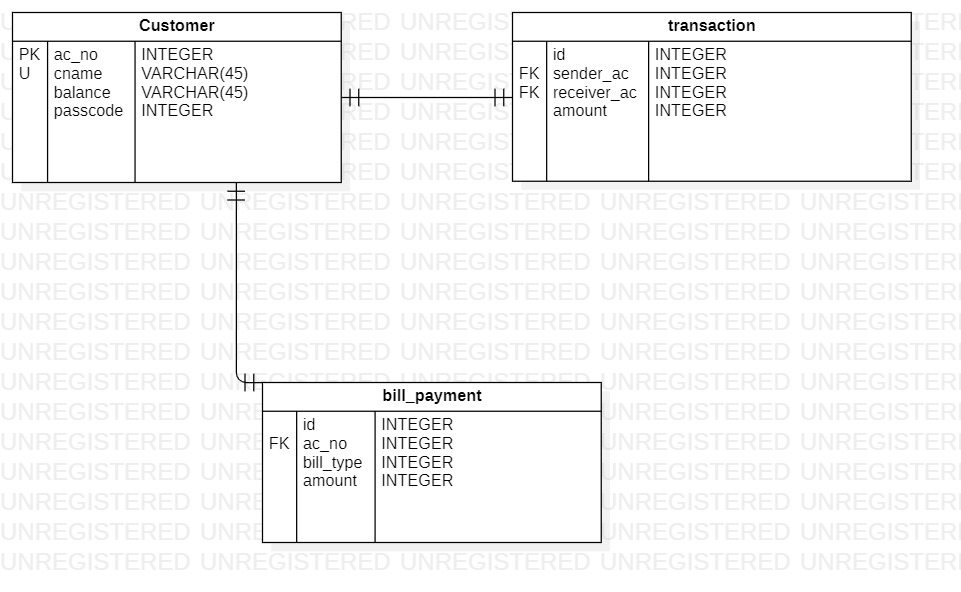 Customer
PK ac_no INTEGER
U cname VARCHAR(45)
balance VARCHAR(45)
passcode INTEGER
transaction
id INTEGER
FK sender_ac INTEGER
FK receiver_ac INTEGER
amount INTEGER
bill_payment
id INTEGER
FK ac_no INTEGER
bill_type INTEGER
amount INTEGER
UNREGISTERED UNREGISTERED UNREGISTERED UNREGISTERED UNREGISTERED